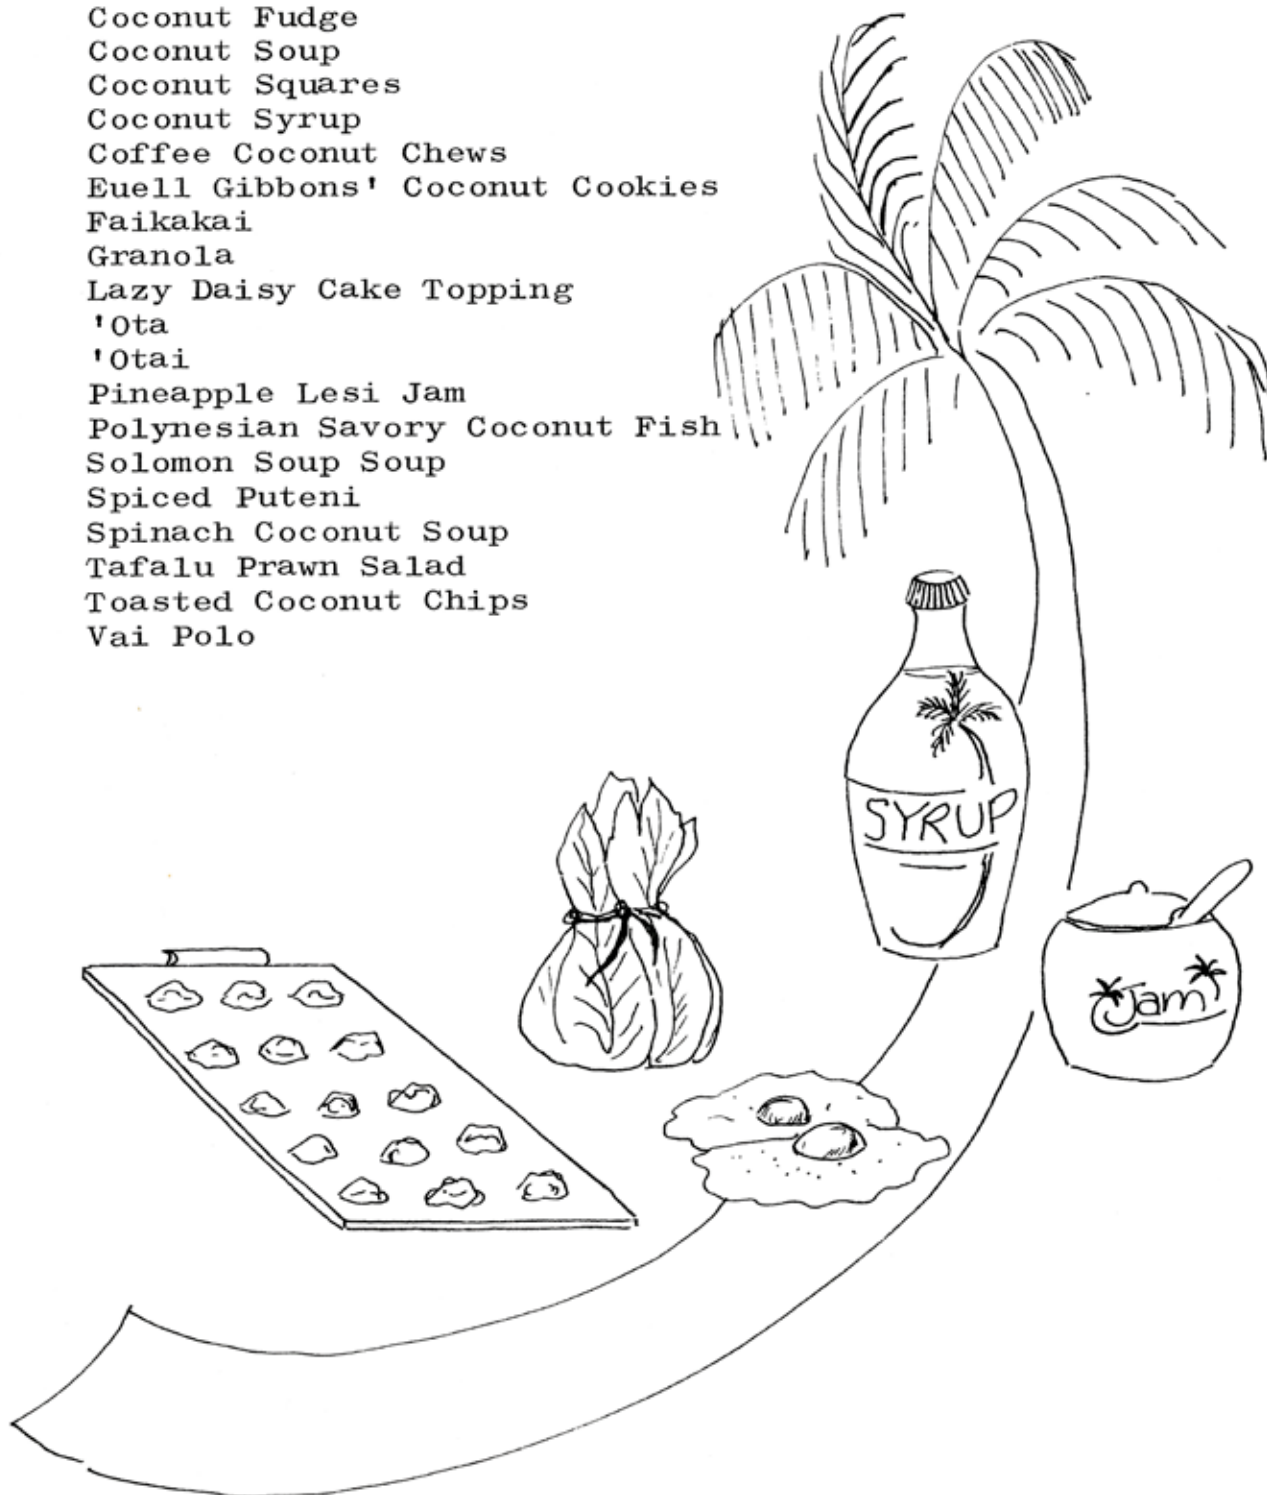 Coconut Fudge
Coconut Soup
Coconut Squares
Coconut Syrup
Coffee Coconut Chews
Euell Gibbons' Coconut Cookies
Faikakai
Granola
Lazy Daisy Cake Topping
'Ota
'Otai
Pineapple Lesi Jam
Polynesian Savory Coconut Fish
Solomon Soup Soup
Spiced Puteni
Spinach Coconut Soup
Tafalu Prawn Salad
Toasted Coconut Chips
Vai Polo
SYRUP
Jam